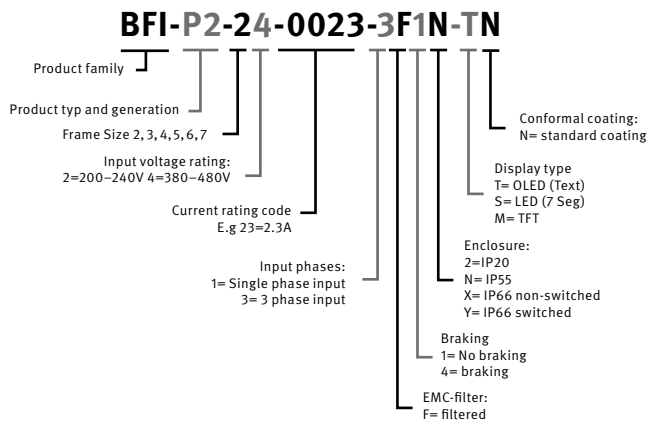 BFI-P2-24-0023-3F1N-TN
Product family
Product typ and generation
Frame Size 2, 3, 4, 5, 6, 7
Input voltage rating:
2=200–240V 4=380–480V
Current rating code
E.g 23=2.3A
Input phases:
1= Single phase input
3= 3 phase input
Conformal coating:
N= standard coating
Display type
T= OLED (Text)
S= LED (7 Seg)
M= TFT
Enclosure:
2=IP20
N= IP55
X= IP66 non-switched
Y= IP66 switched
Braking
1= No braking
4= braking
EMC-filter:
F= filtered